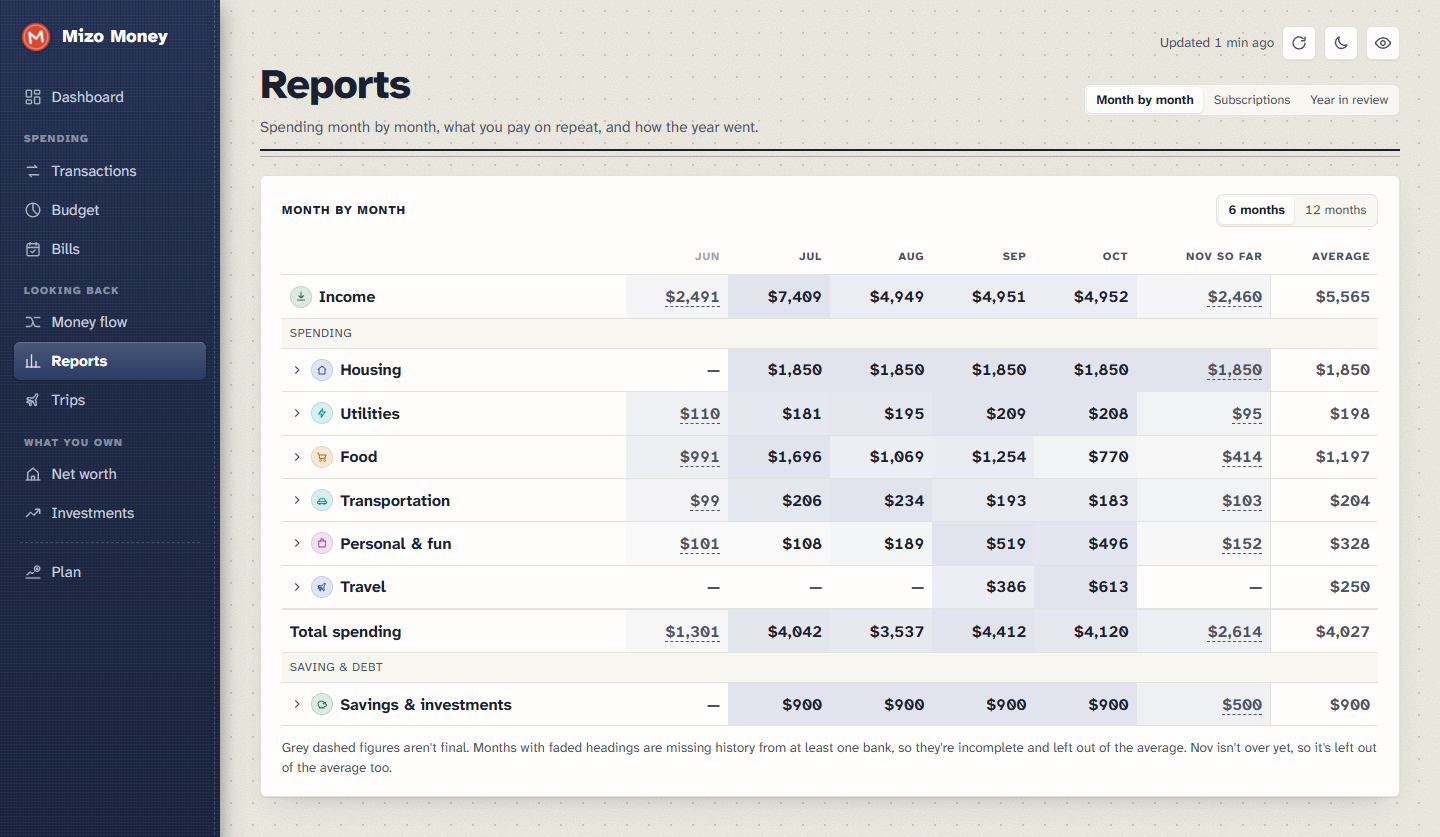 Mizo Money
Dashboard
SPENDING
Transactions
Budget
Bills
LOOKING BACK
Money flow
Reports
Trips
WHAT YOU OWN
Net worth
Investments
Plan
Updated 1 min ago
Reports
Month by month Subscriptions Year in review
Spending month by month, what you pay on repeat, and how the year went.
MONTH BY MONTH
6 months 12 months
JUN JUL AUG SEP OCT NOV SO FAR AVERAGE
Income $2,491 $7,409 $4,949 $4,951 $4,952 $2,460 $5,565
SPENDING
Housing — $1,850 $1,850 $1,850 $1,850 $1,850 $1,850
Utilities $110 $181 $195 $209 $208 $95 $198
Food $991 $1,696 $1,069 $1,254 $770 $414 $1,197
Transportation $99 $206 $234 $193 $183 $103 $204
Personal & fun $101 $108 $189 $519 $496 $152 $328
Travel — — — $386 $613 — $250
Total spending $1,301 $4,042 $3,537 $4,412 $4,120 $2,614 $4,027
SAVING & DEBT
Savings & investments — $900 $900 $900 $900 $500 $900
Grey dashed figures aren't final. Months with faded headings are missing history from at least one bank, so they're incomplete and left out of the average. Nov isn't over yet, so it's left out
of the average too.